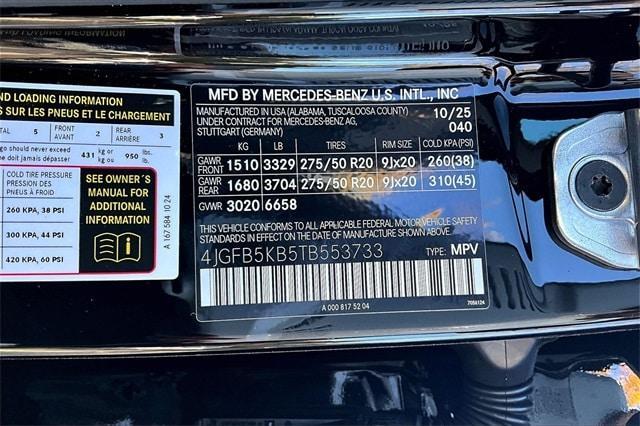 ND LOADING INFORMATION
S SUR LES PNEUS ET LE CHARGEMENT
TOTAL 5 FRONT AVANT 2 REAR ARRIÈRE 3
go should never exceed
ne doit jamais dépasser 431 kg or 950 lbs.
COLD TIRE PRESSURE
PRESSION DES
PNEUS À FROID
260 KPA, 38 PSI
300 KPA, 44 PSI
420 KPA, 60 PSI
SEE OWNER´S
MANUAL FOR
ADDITIONAL
INFORMATION
A 167 584 10 24
MFD BY MERCEDES-BENZ U.S. INTL., INC
MANUFACTURED IN USA (ALABAMA, TUSCALOOSA COUNTY) 10/25
UNDER CONTRACT FOR MERCEDES-BENZ AG, 040
STUTTGART (GERMANY)
KG LB TIRES RIM SIZE COLD KPA (PSI)
GAWR FRONT 1510 3329 275/50 R20 9Jx20 260(38)
GAWR REAR 1680 3704 275/50 R20 9Jx20 310(45)
GVWR 3020 6658
THIS VEHICLE CONFORMS TO ALL APPLICABLE FEDERAL MOTOR VEHICLE SAFETY
STANDARDS IN EFFECT ON THE DATE OF MANUFACTURE SHOWN ABOVE.
4JGFB5KB5TB553733 TYPE: MPV
A 000 817 52 04
7056124